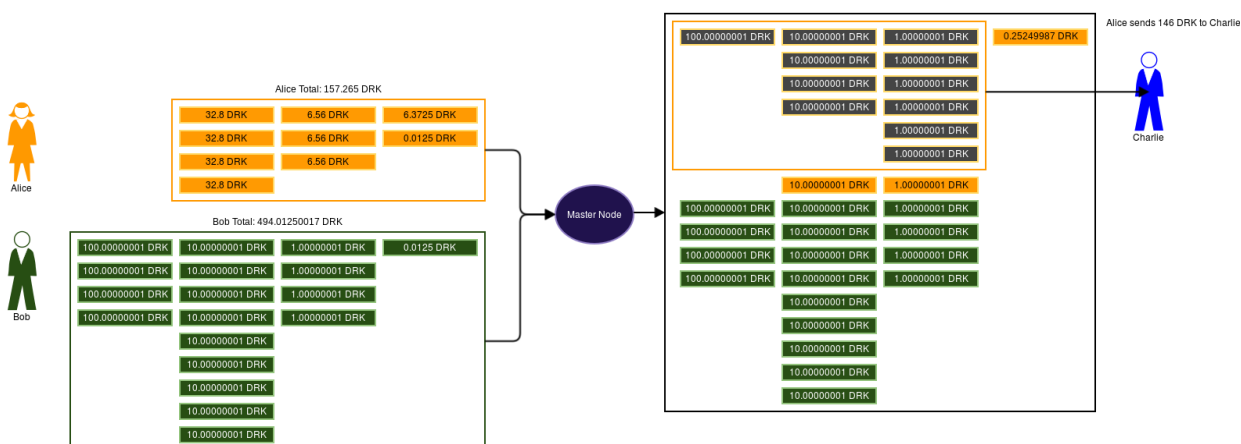 Alice sends 146 DRK to Charlie
100.00000001 DRK 10.00000001 DRK 1.00000001 DRK 0.25249987 DRK
10.00000001 DRK 1.00000001 DRK
10.00000001 DRK 1.00000001 DRK
10.00000001 DRK 1.00000001 DRK
1.00000001 DRK
1.00000001 DRK
Charlie
10.00000001 DRK 1.00000001 DRK
100.00000001 DRK 10.00000001 DRK 1.00000001 DRK
100.00000001 DRK 10.00000001 DRK 1.00000001 DRK
100.00000001 DRK 10.00000001 DRK 1.00000001 DRK
100.00000001 DRK 10.00000001 DRK 1.00000001 DRK
10.00000001 DRK
10.00000001 DRK
10.00000001 DRK
10.00000001 DRK
10.00000001 DRK
Alice Total: 157.265 DRK
32.8 DRK 6.56 DRK 6.3725 DRK
32.8 DRK 6.56 DRK 0.0125 DRK
32.8 DRK 6.56 DRK
32.8 DRK
Alice
Master Node
Bob Total: 494.01250017 DRK
100.00000001 DRK 10.00000001 DRK 1.00000001 DRK 0.0125 DRK
100.00000001 DRK 10.00000001 DRK 1.00000001 DRK
100.00000001 DRK 10.00000001 DRK 1.00000001 DRK
100.00000001 DRK 10.00000001 DRK 1.00000001 DRK
10.00000001 DRK
10.00000001 DRK
10.00000001 DRK
10.00000001 DRK
10.00000001 DRK
Bob